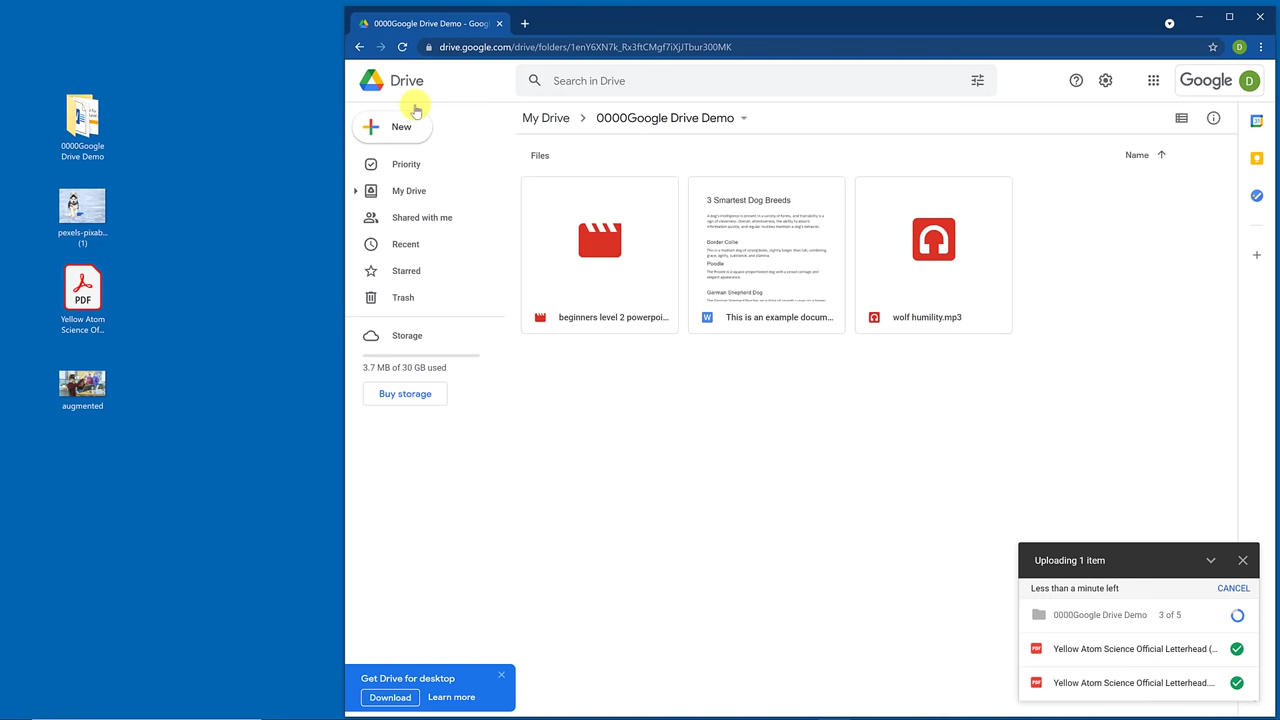 0000Google
Drive Demo
pexels-pixab...
(1)
PDF
Yellow Atom
Science Of...
augmented
0000Google Drive Demo - Goog
drive.google.com/drive/folders/1enY6XN7k_Rx3ftCMgf7iXjJTbur300MK
D
Drive
Search in Drive
Google D
New
Priority
My Drive
Shared with me
Recent
Starred
Trash
Storage
3.7 MB of 30 GB used
Buy storage
My Drive > 0000Google Drive Demo
Files
Name
3 Smartest Dog Breeds
Border Collie
Poodle
German Shepherd Dog
beginners level 2 powerpoi...
W This is an example docum...
wolf humility.mp3
31
Uploading 1 item
Less than a minute left CANCEL
0000Google Drive Demo 3 of 5
PDF Yellow Atom Science Official Letterhead (...
PDF Yellow Atom Science Official Letterhead....
Get Drive for desktop
Download Learn more